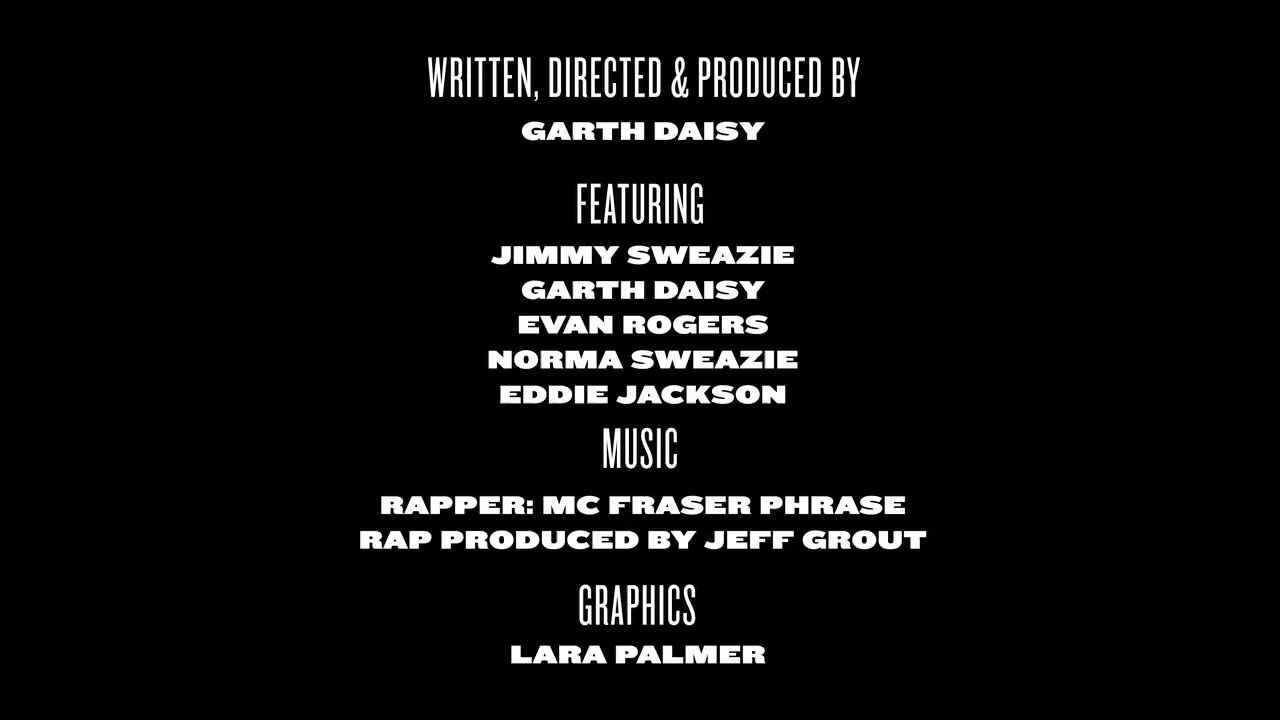 WRITTEN, DIRECTED & PRODUCED BY
GARTH DAISY
FEATURING
JIMMY SWEAZIE
GARTH DAISY
EVAN ROGERS
NORMA SWEAZIE
EDDIE JACKSON
MUSIC
RAPPER: MC FRASER PHRASE
RAP PRODUCED BY JEFF GROUT
GRAPHICS
LARA PALMER